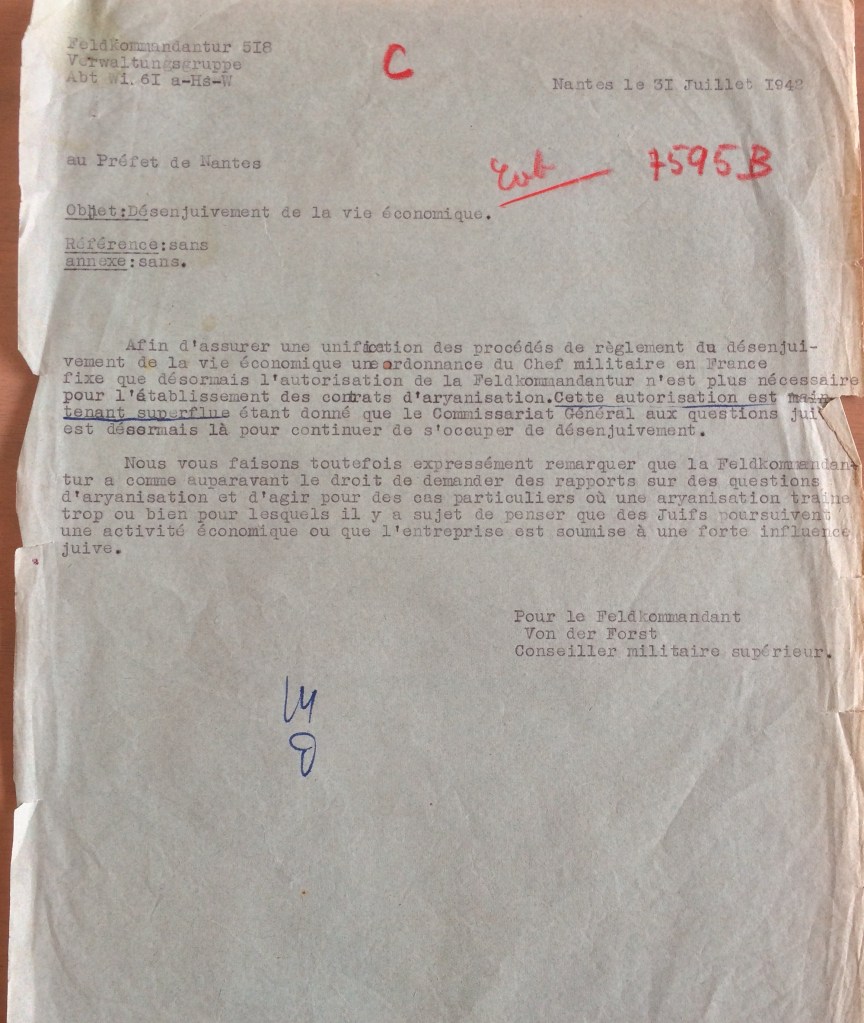 Feldkommandantur 518
Verwaltungsgruppe
Abt Wi. 6I a-Hs-W
C
Nantes le 3I Juillet I942
au Préfet de Nantes
7595B
Objet:Désenjuivement de la vie économique.
Référence:sans
annexe:sans.
Afin d'assurer une unification des procédés de règlement du désenjui-
vement de la vie économique une ordonnance du Chef militaire en France
fixe que désormais l'autorisation de la Feldkommandantur n'est plus nécessaire
pour l'établissement des contrats d'aryanisation.Cette autorisation est main-
tenant superflue étant donné que le Commissariat Général aux questions jui
est désormais là pour continuer de s'occuper de désenjuivement.
Nous vous faisons toutefois expressément remarquer que la Feldkommandan-
tur a comme auparavant le droit de demander des rapports sur des questions
d'aryanisation et d'agir pour des cas particuliers où une aryanisation traine
trop ou bien pour lesquels il y a sujet de penser que des Juifs poursuivent
une activité économique ou que l'entreprise est soumise à une forte influence
juive.
Pour le Feldkommandant
Von der Forst
Conseiller militaire supérieur.